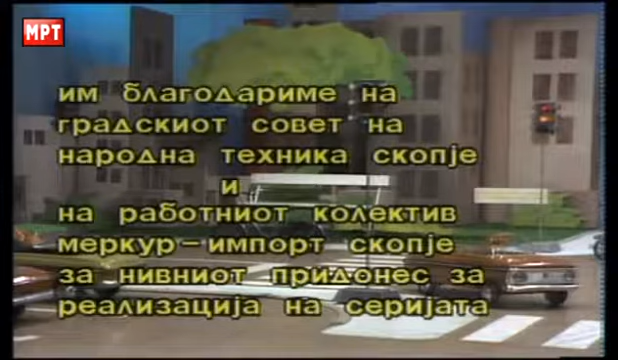 МРТ
им благодариме на
градскиот совет на
народна техника скопје
и
на работниот колектив
меркур – импорт скопје
за нивниот придонес за
реализација на серијата